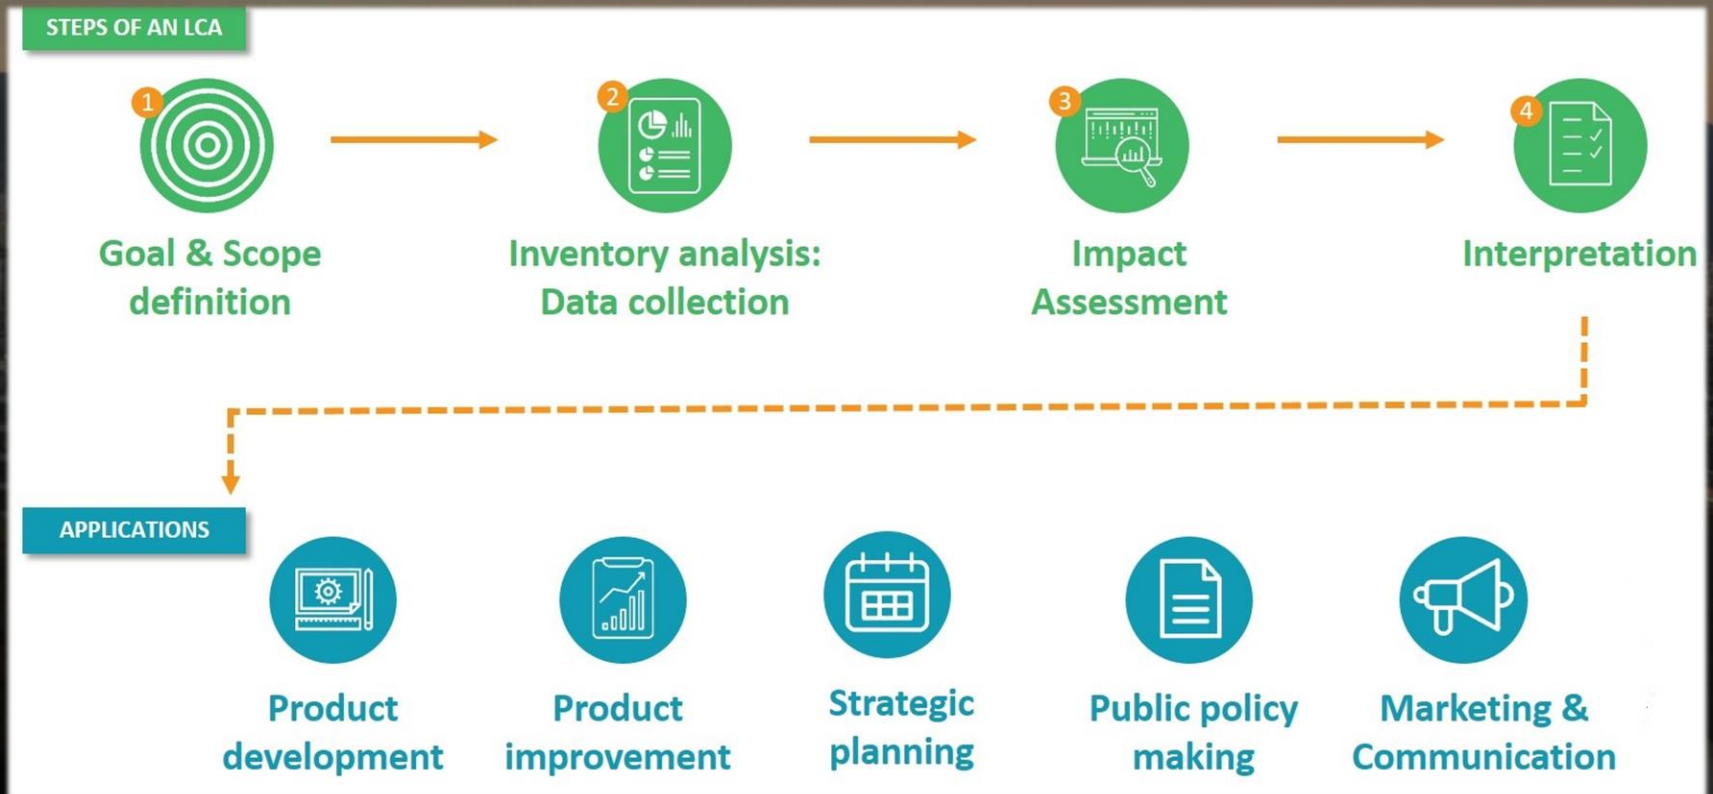 STEPS OF AN LCA
1
2
3
4
Goal & Scope
definition
Inventory analysis:
Data collection
Impact
Assessment
Interpretation
APPLICATIONS
Product
development
Product
improvement
Strategic
planning
Public policy
making
Marketing &
Communication